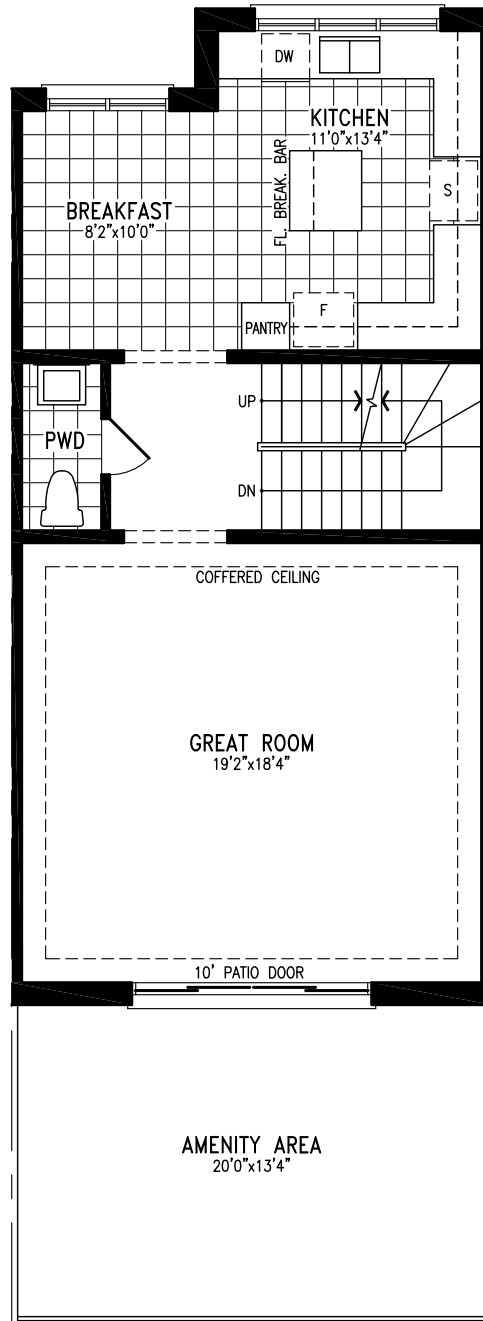 DW
KITCHEN
11'0"x13'4"
FL. BREAK. BAR
S
BREAKFAST
8'2"x10'0"
F
PANTRY
UP
PWD
DN
COFFERED CEILING
GREAT ROOM
19'2"x18'4"
10' PATIO DOOR
AMENITY AREA
20'0"x13'4"